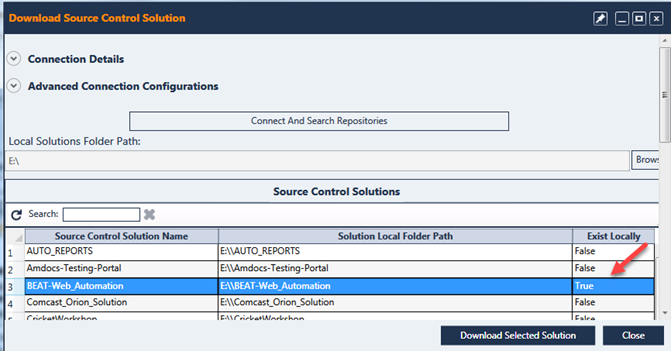 Download Source Control Solution
Connection Details
Advanced Connection Configurations
Connect And Search Repositories
Local Solutions Folder Path:
E:\
Brows
Source Control Solutions
Search:
Source Control Solution Name Solution Local Folder Path Exist Locally
1 AUTO_REPORTS E:\\AUTO_REPORTS False
2 Amdocs-Testing-Portal E:\\Amdocs-Testing-Portal False
3 BEAT-Web_Automation E:\\BEAT-Web_Automation True
4 Comcast_Orion_Solution E:\\Comcast_Orion_Solution False
5 CricketWorkshop E:\\CricketWorkshop False
Download Selected Solution Close